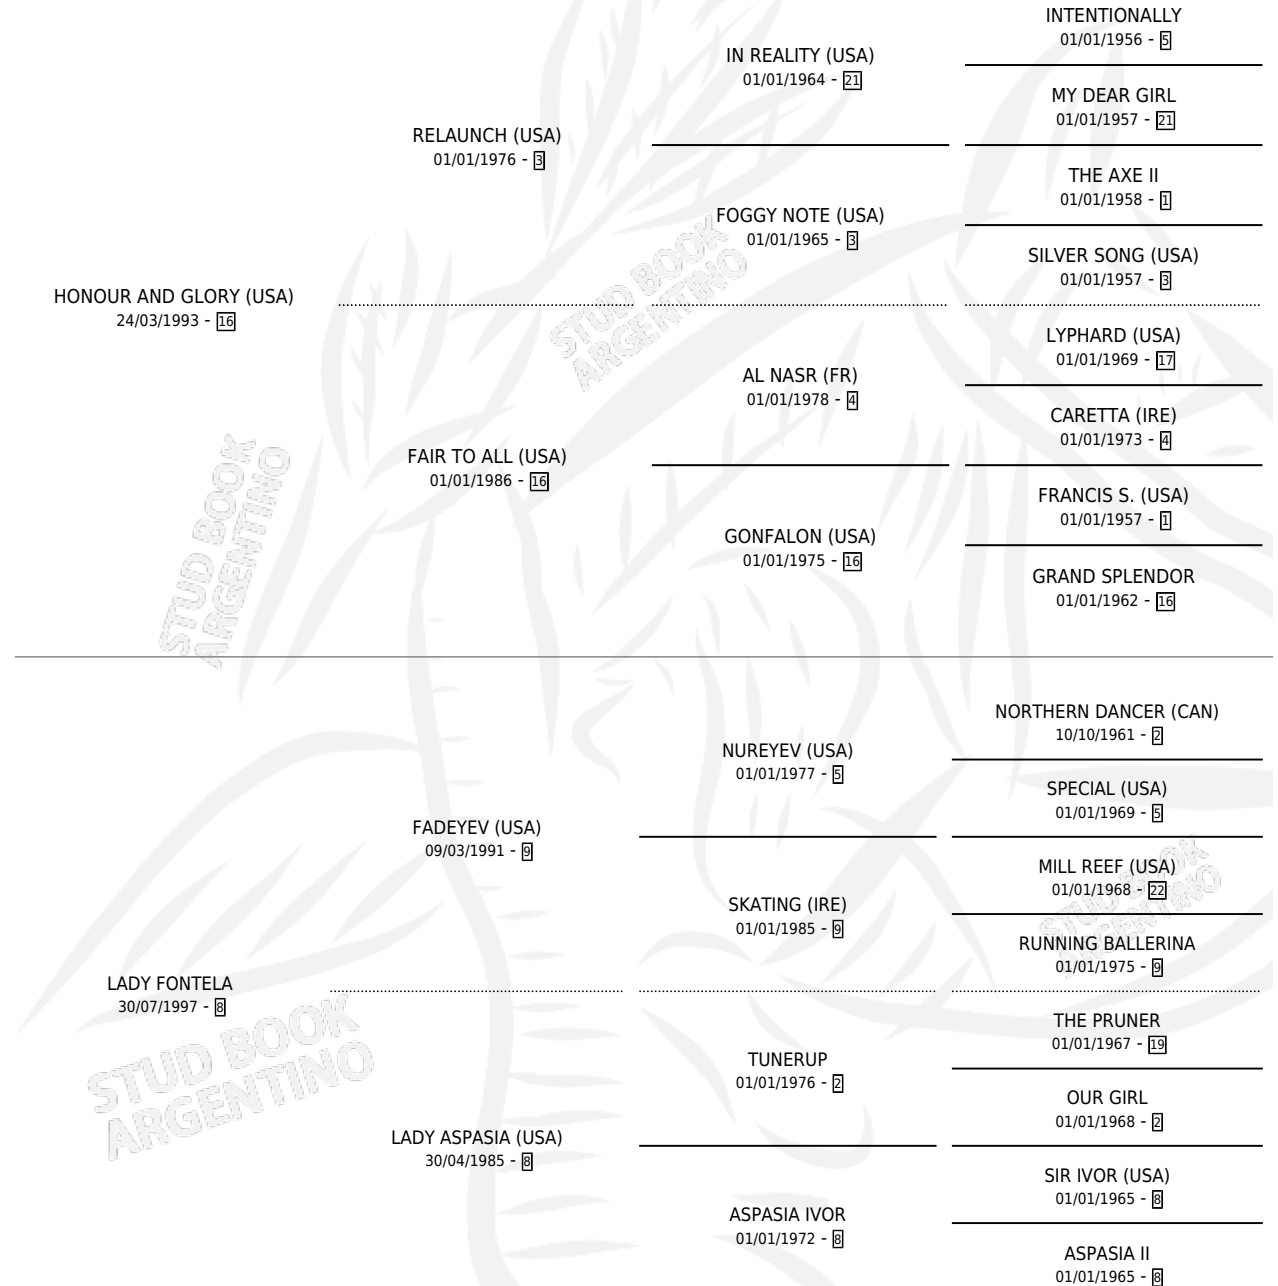 INTENTIONALLY
01/01/1956 - 5
IN REALITY (USA)
01/01/1964 - 21
MY DEAR GIRL
01/01/1957 - 21
RELAUNCH (USA)
01/01/1976 - 3
THE AXE II
01/01/1958 - 1
FOGGY NOTE (USA)
01/01/1965 - 3
SILVER SONG (USA)
01/01/1957 - 3
HONOUR AND GLORY (USA)
24/03/1993 - 16
LYPHARD (USA)
01/01/1969 - 17
AL NASR (FR)
01/01/1978 - 4
CARETTA (IRE)
01/01/1973 - 4
FAIR TO ALL (USA)
01/01/1986 - 16
FRANCIS S. (USA)
01/01/1957 - 1
GONFALON (USA)
01/01/1975 - 16
GRAND SPLENDOR
01/01/1962 - 16
NORTHERN DANCER (CAN)
10/10/1961 - 2
NUREYEV (USA)
01/01/1977 - 5
SPECIAL (USA)
01/01/1969 - 5
FADEYEV (USA)
09/03/1991 - 9
MILL REEF (USA)
01/01/1968 - 22
SKATING (IRE)
01/01/1985 - 9
RUNNING BALLERINA
01/01/1975 - 9
LADY FONTELA
30/07/1997 - 8
THE PRUNER
01/01/1967 - 19
TUNERUP
01/01/1976 - 2
OUR GIRL
01/01/1968 - 2
LADY ASPASIA (USA)
30/04/1985 - 8
SIR IVOR (USA)
01/01/1965 - 8
ASPASIA IVOR
01/01/1972 - 8
ASPASIA II
01/01/1965 - 8
STUD BOOK
ARGENTINO
STUD BOOK
ARGENTINO
STUD BOOK
ARGENTINO
STUD BOOK
ARGENTINO